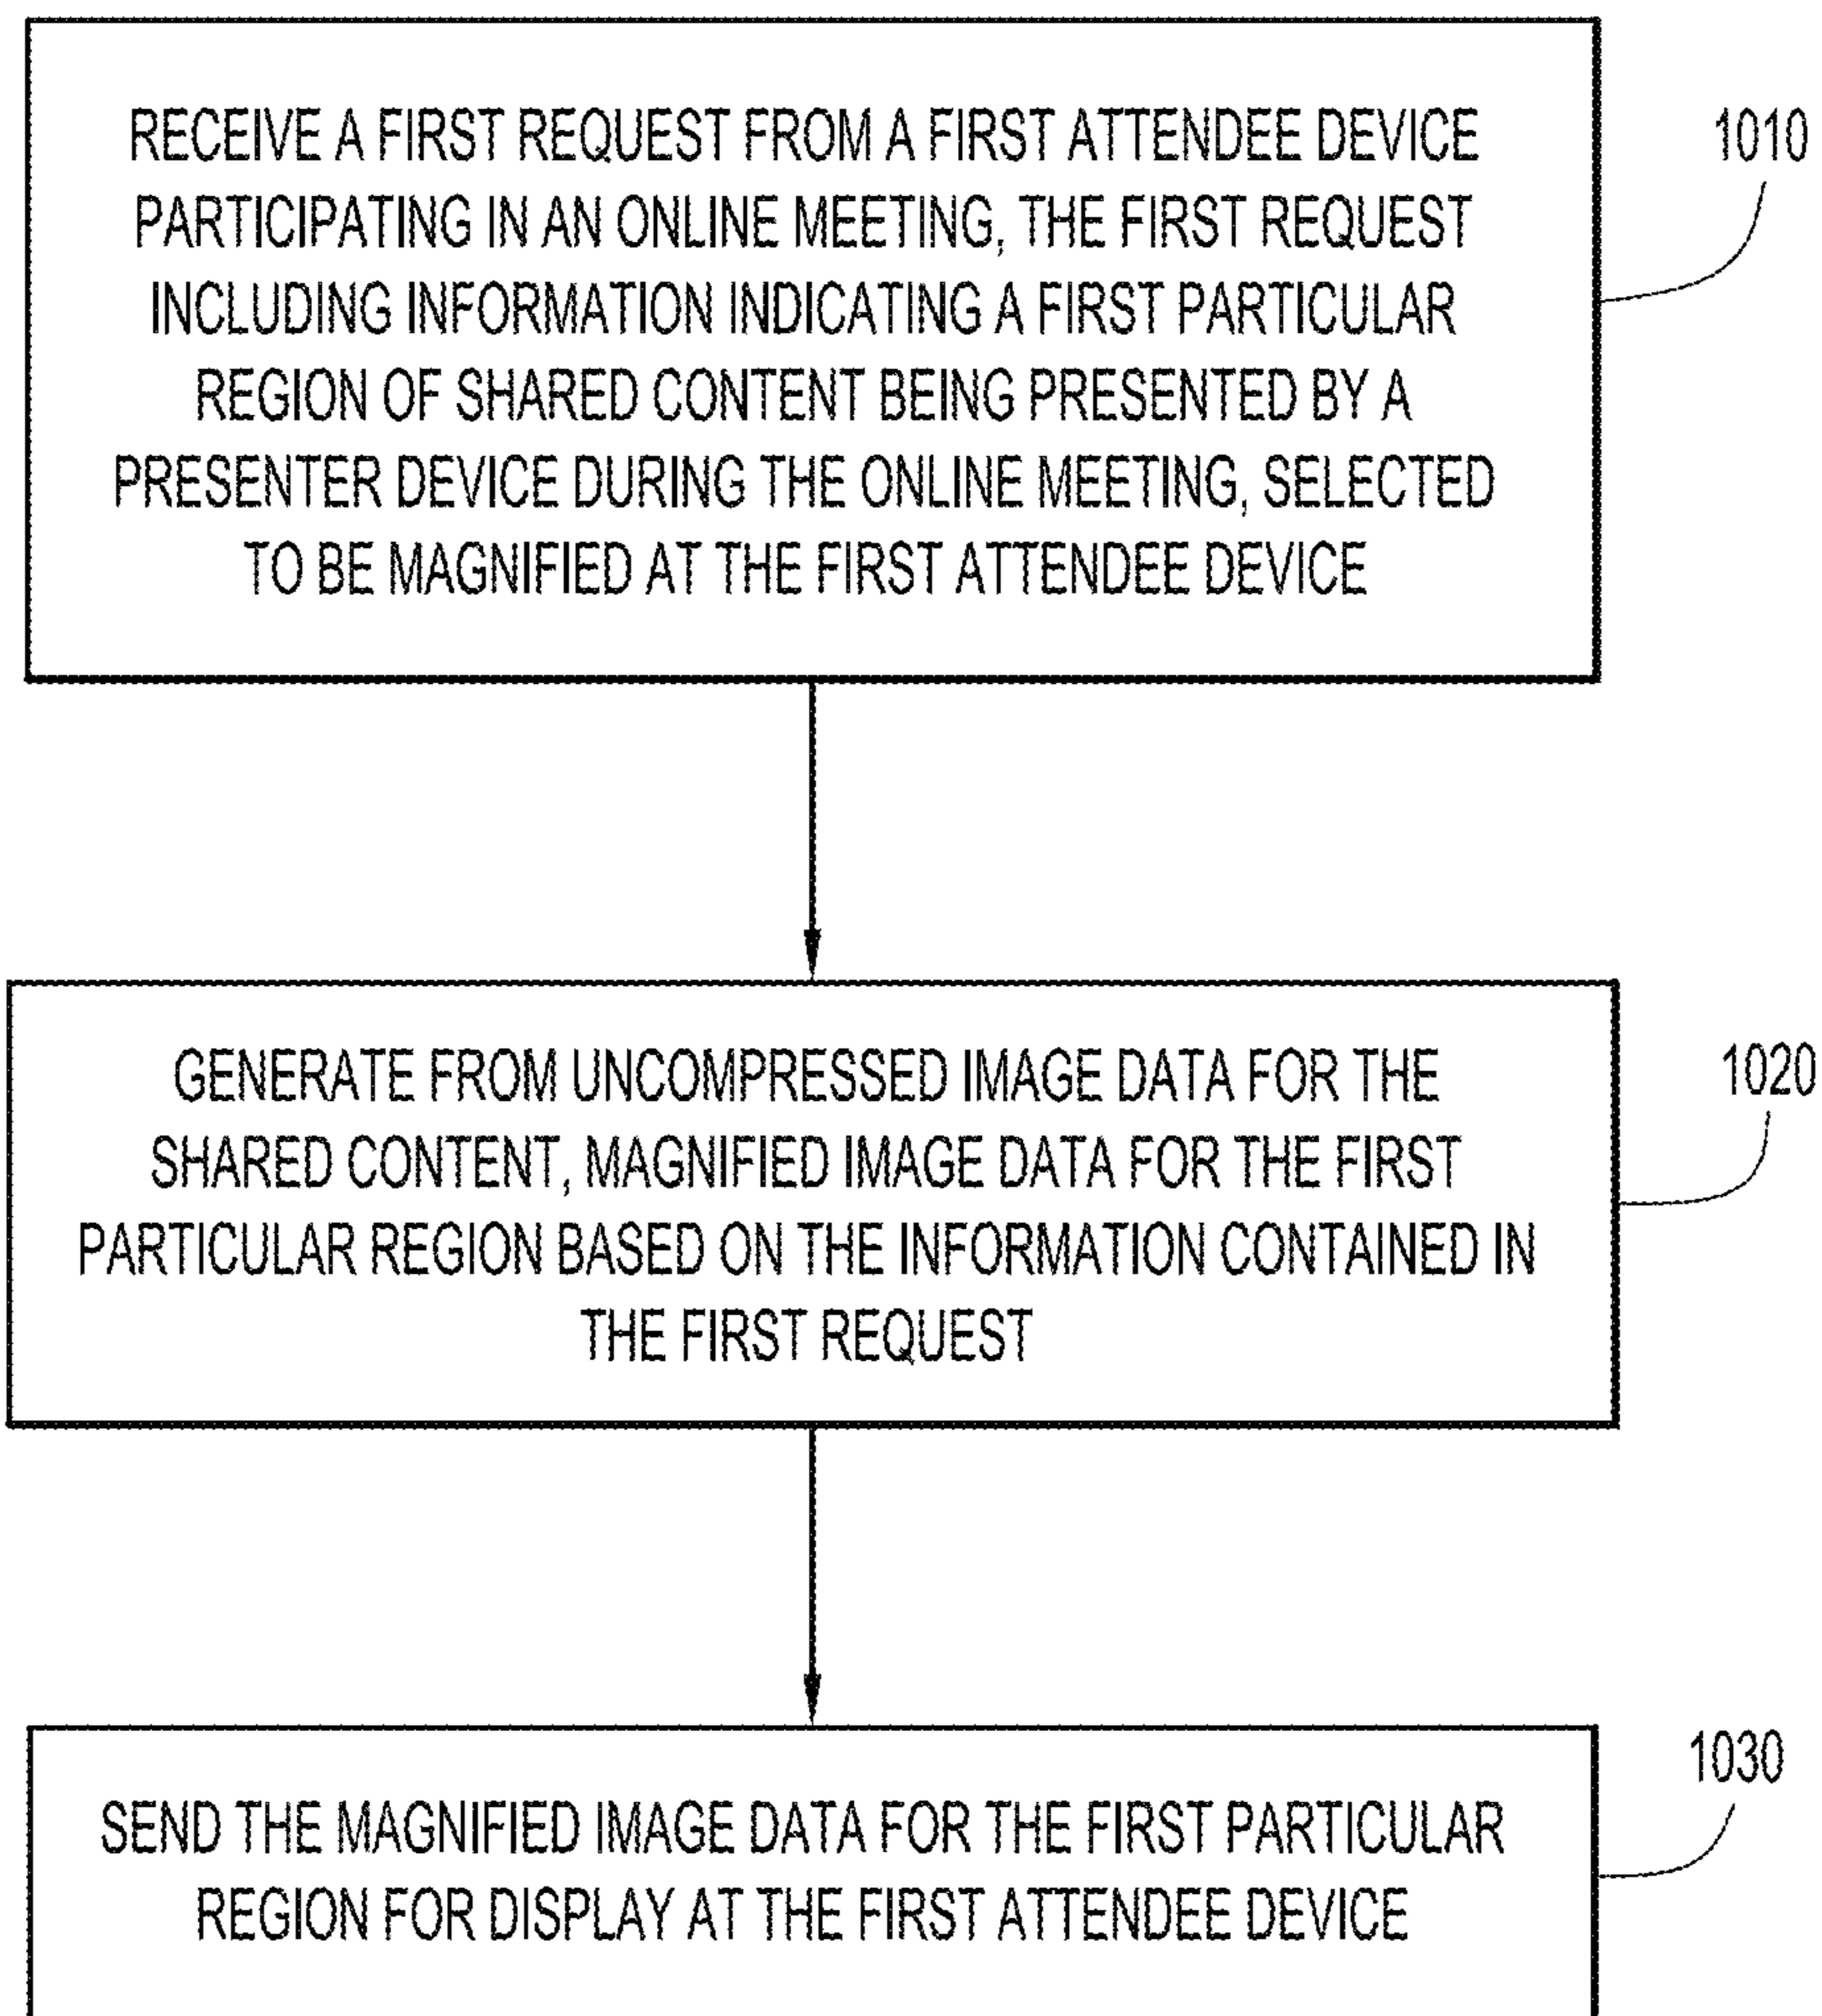 RECEIVE A FIRST REQUEST FROM A FIRST ATTENDEE DEVICE
PARTICIPATING IN AN ONLINE MEETING, THE FIRST REQUEST
INCLUDING INFORMATION INDICATING A FIRST PARTICULAR
REGION OF SHARED CONTENT BEING PRESENTED BY A
PRESENTER DEVICE DURING THE ONLINE MEETING, SELECTED
TO BE MAGNIFIED AT THE FIRST ATTENDEE DEVICE
1010
GENERATE FROM UNCOMPRESSED IMAGE DATA FOR THE
SHARED CONTENT, MAGNIFIED IMAGE DATA FOR THE FIRST
PARTICULAR REGION BASED ON THE INFORMATION CONTAINED IN
THE FIRST REQUEST
1020
SEND THE MAGNIFIED IMAGE DATA FOR THE FIRST PARTICULAR
REGION FOR DISPLAY AT THE FIRST ATTENDEE DEVICE
1030